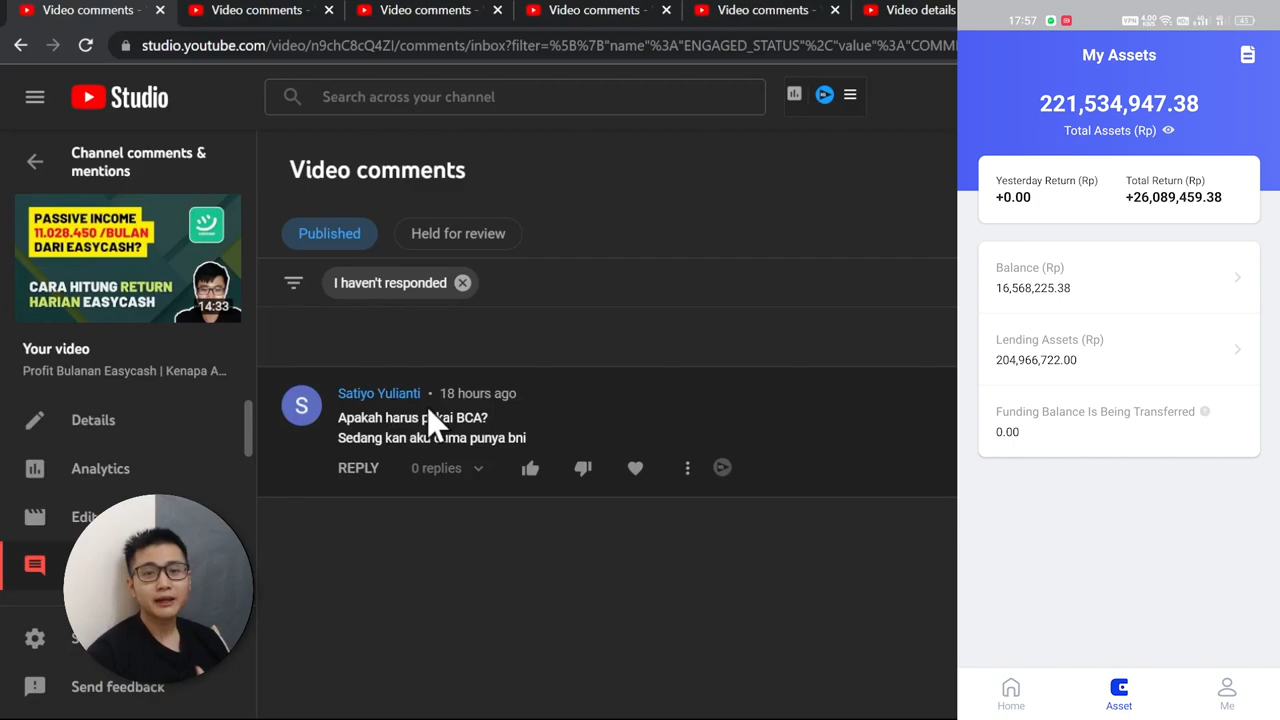 Video comments -
Video comments -
Video comments -
Video comments -
Video comments -
Video details
studio.youtube.com/video/n9chC8cQ4ZI/comments/inbox?filter=%5B%7B"name"%3A"ENGAGED_STATUS"%2C"value"%3A"COMM
Studio
Search across your channel
Channel comments &
mentions
PASSIVE INCOME
11.028.450 /BULAN
DARI EASYCASH?
CARA HITUNG RETURN
HARIAN EASYCASH
14:33
Your video
Profit Bulanan Easycash | Kenapa A...
Details
Analytics
Edit
Send feedback
Video comments
Published
Held for review
I haven't responded
S
Satiyo Yulianti • 18 hours ago
Apakah harus BCA?
Sedang kan punya bni
REPLY
0 replies
17:57
VPN 4.00 KB/S 45
My Assets
221,534,947.38
Total Assets (Rp)
Yesterday Return (Rp)
+0.00
Total Return (Rp)
+26,089,459.38
Balance (Rp)
16,568,225.38
Lending Assets (Rp)
204,966,722.00
Funding Balance Is Being Transferred
0.00
Home
Asset
Me